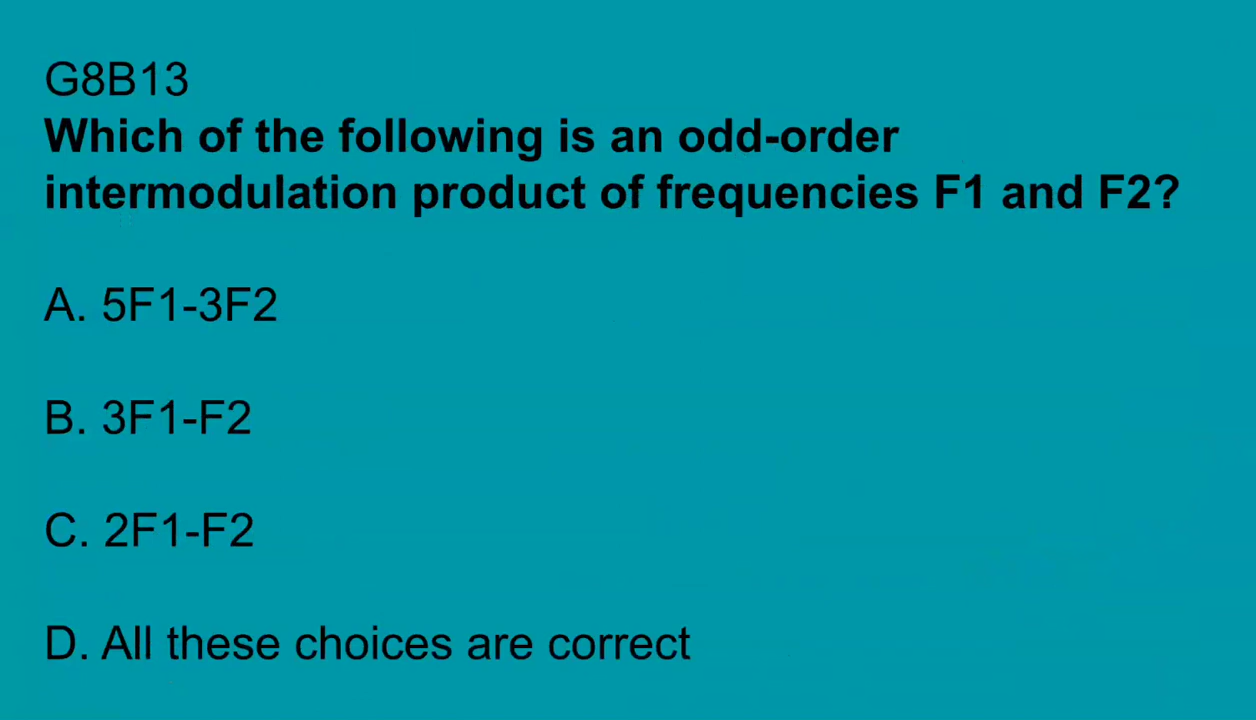 G8B13
Which of the following is an odd-order
intermodulation product of frequencies F1 and F2?
A. 5F1-3F2
B. 3F1-F2
C. 2F1-F2
D. All these choices are correct